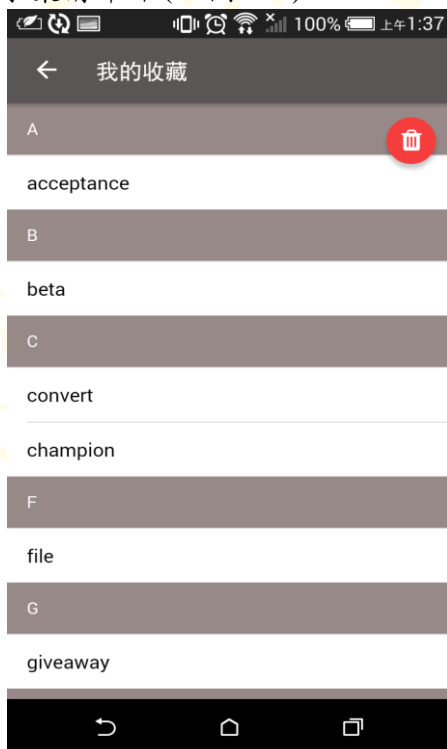 100% 上午1:37
我的收藏
A
acceptance
B
beta
C
convert
champion
F
file
G
giveaway